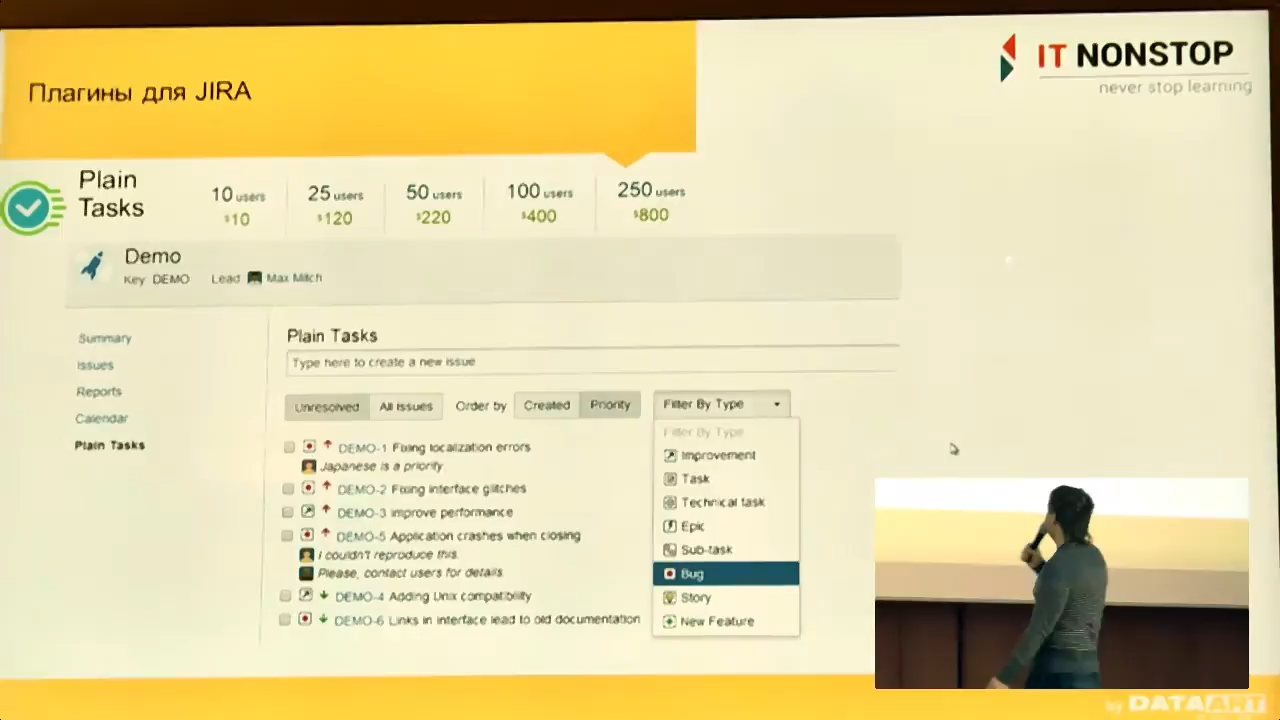 Плагины для JIRA
IT NONSTOP
never stop learning
Plain
Tasks
10 users
$10
25 users
$120
50 users
$220
100 users
$400
250 users
$800
Demo
Key DEMO Lead Max Mitch
Summary
Issues
Reports
Calendar
Plain Tasks
Plain Tasks
Type here to create a new issue
Unresolved All issues Order by Created Priority Filter By Type
DEMO-1 Fixing localization errors
Japanese is a priority.
DEMO-2 Fixing interface glitches
DEMO-3 Improve performance
DEMO-5 Application crashes when closing
I couldn't reproduce this.
Please, contact users for details.
DEMO-4 Adding Unix compatibility
DEMO-6 Links in interface lead to old documentation
Filter By Type
Improvement
Task
Technical task
Epic
Sub-task
Bug
Story
New Feature
by DATAART